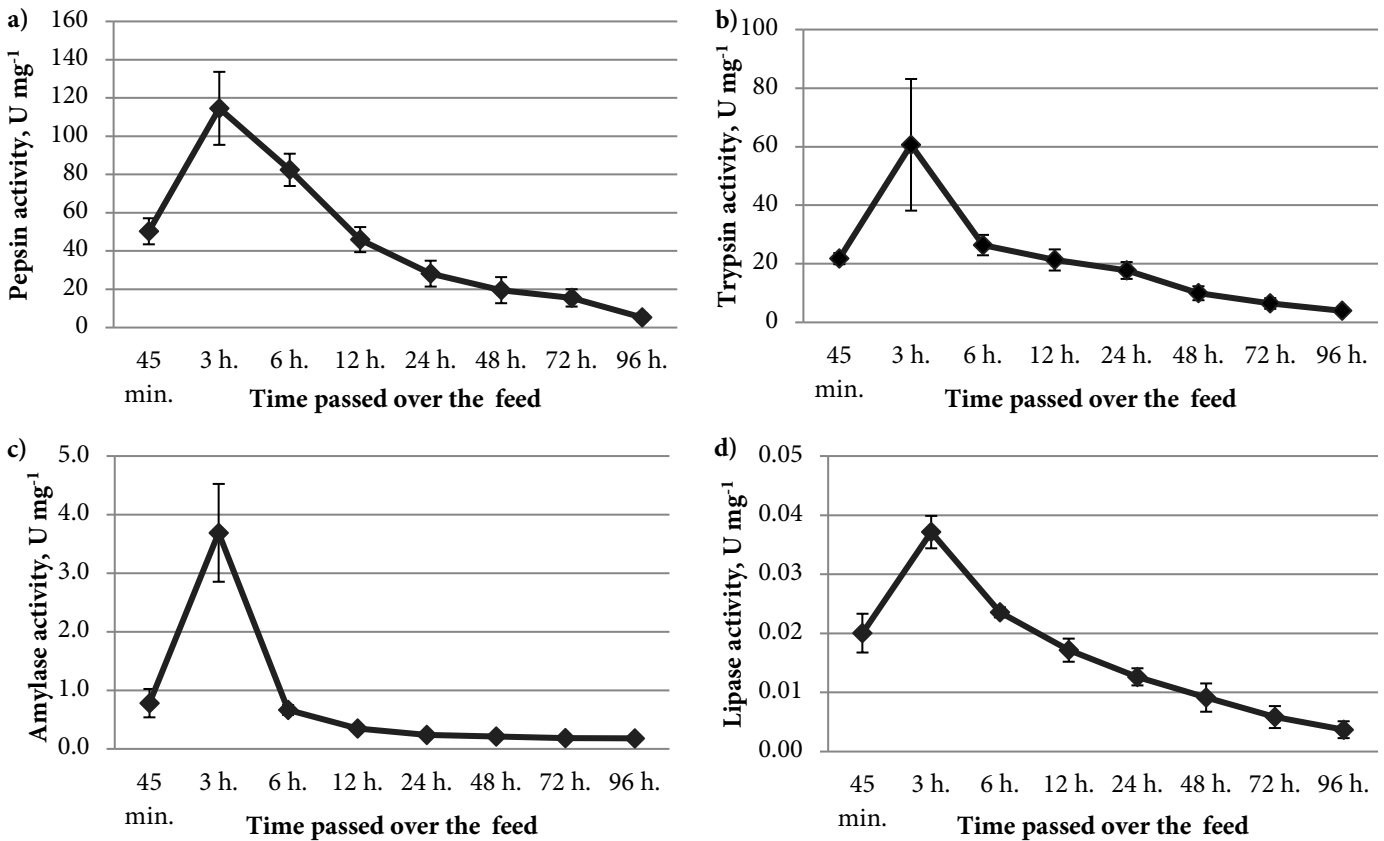 a)
Pepsin activity, U mg-1
160
140
120
100
80
60
40
20
0
45 min.
3 h.
6 h.
12 h.
24 h.
48 h.
72 h.
96 h.
Time passed over the feed
b)
Trypsin activity, U mg-1
100
80
60
40
20
0
45 min.
3 h.
6 h.
12 h.
24 h.
48 h.
72 h.
96 h.
Time passed over the feed
c)
Amylase activity, U mg-1
5.0
4.0
3.0
2.0
1.0
0.0
45 min.
3 h.
6 h.
12 h.
24 h.
48 h.
72 h.
96 h.
Time passed over the feed
d)
Lipase activity, U mg-1
0.05
0.04
0.03
0.02
0.01
0.00
45 min.
3 h.
6 h.
12 h.
24 h.
48 h.
72 h.
96 h.
Time passed over the feed